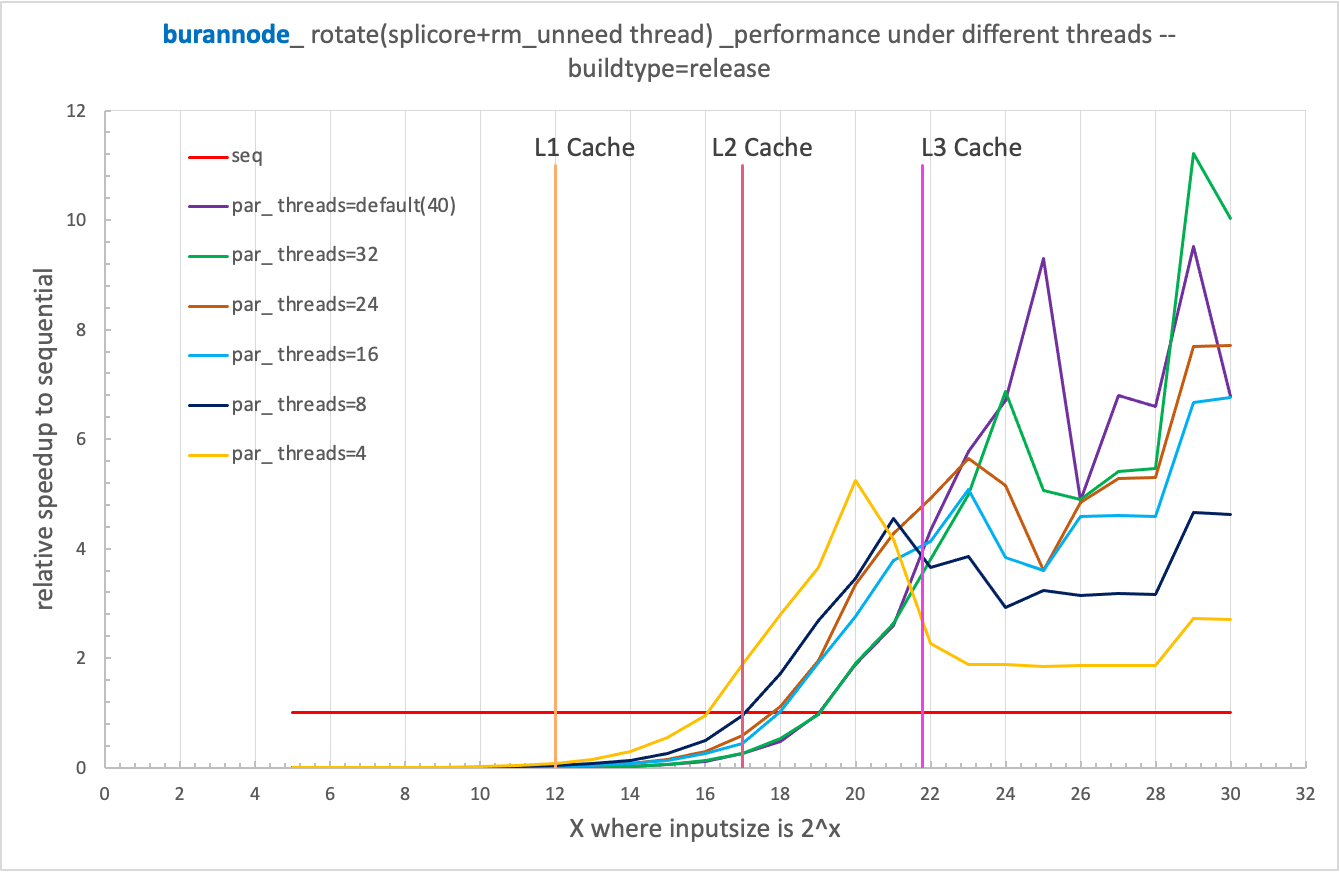 burannode_ rotate(splicore+rm_unneed thread) _performance under different threads --
buildtype=release
relative speedup to sequential
12
10
8
6
4
2
0
L1 Cache
L2 Cache
L3 Cache
seq
par_ threads=default(40)
par_ threads=32
par_ threads=24
par_ threads=16
par_ threads=8
par_ threads=4
0 2 4 6 8 10 12 14 16 18 20 22 24 26 28 30 32
X where inputsize is 2^x